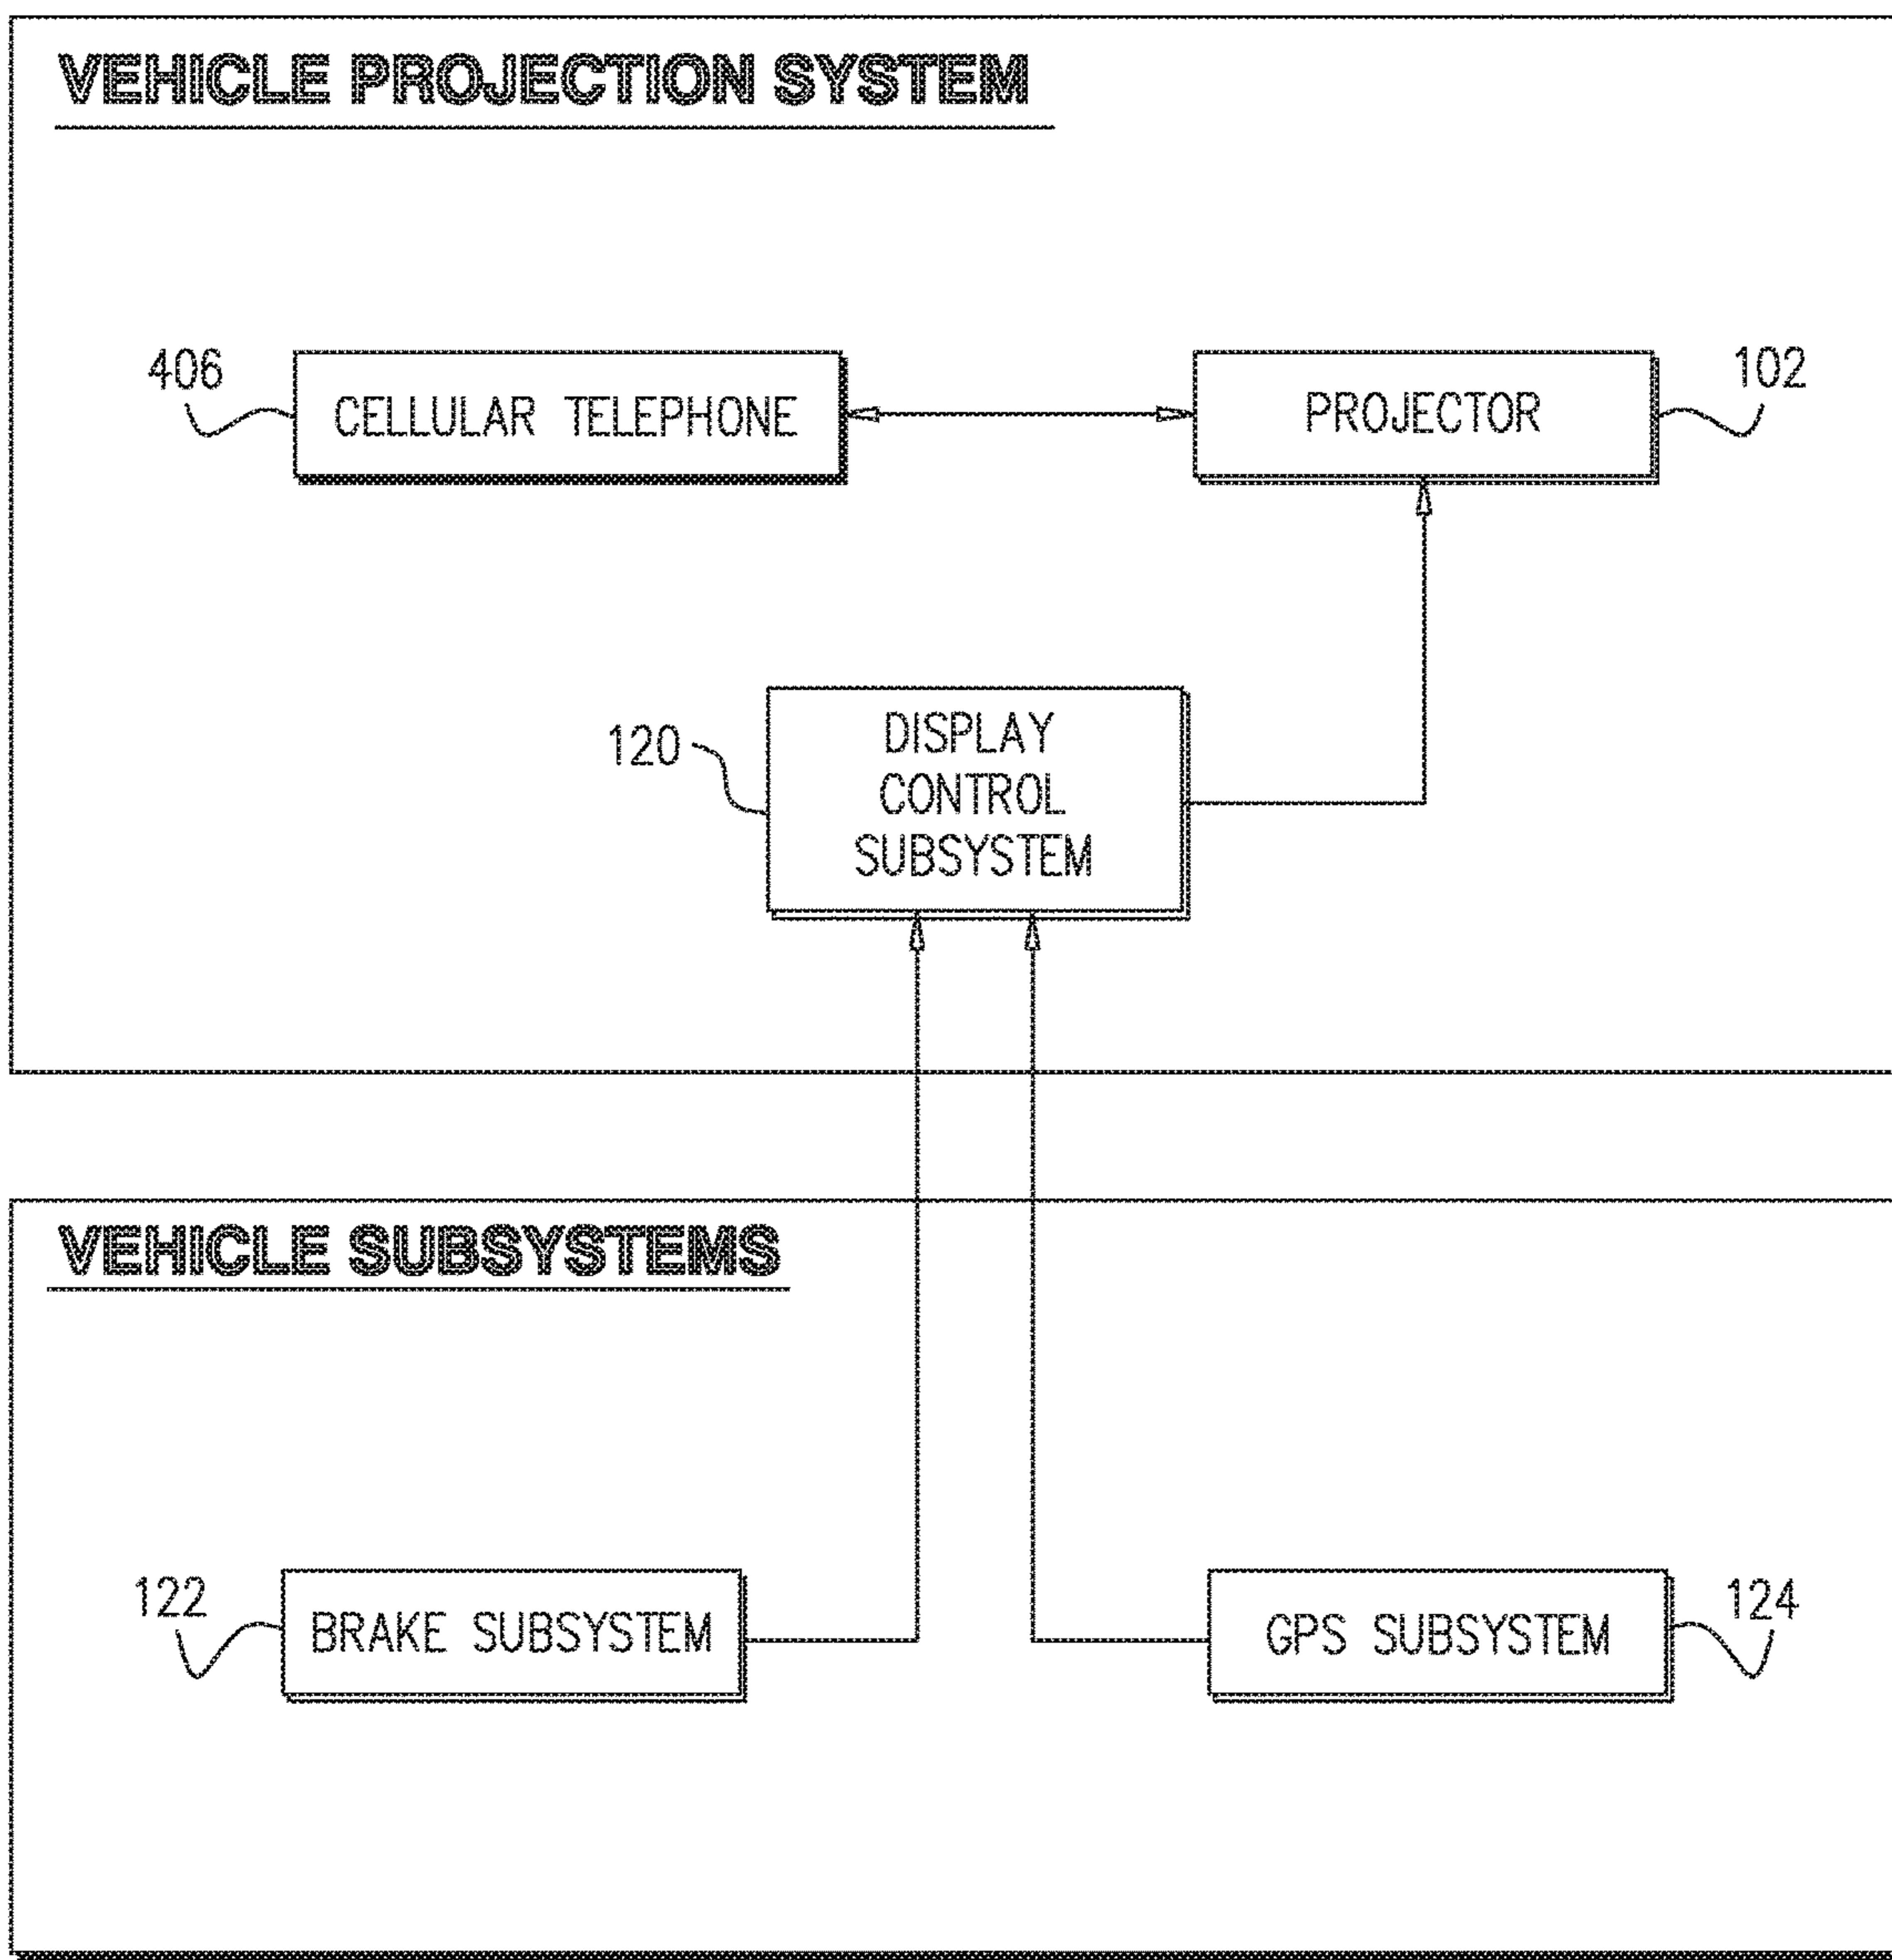 VEHICLE PROJECTION SYSTEM
406
CELLULAR TELEPHONE
PROJECTOR
102
120
DISPLAY
CONTROL
SUBSYSTEM
VEHICLE SUBSYSTEMS
122
BRAKE SUBSYSTEM
GPS SUBSYSTEM
124